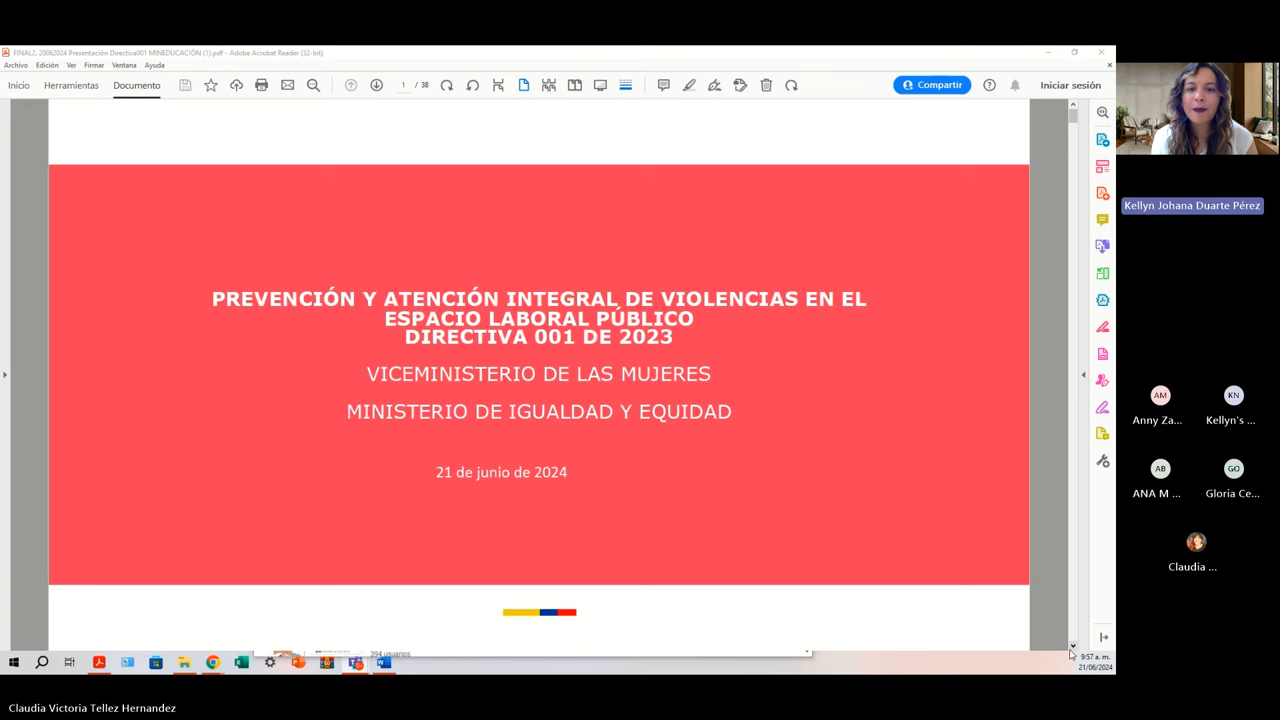 FINAL2. 20062024 Presentación Directiva001 MINEDUCACIÓN (1).pdf - Adobe Acrobat Reader (32-bit)
Archivo Edición Ver Firmar Ventana Ayuda
Inicio Herramientas Documento 1 / 38 Compartir Iniciar sesión
PREVENCIÓN Y ATENCIÓN INTEGRAL DE VIOLENCIAS EN EL
ESPACIO LABORAL PÚBLICO
DIRECTIVA 001 DE 2023
VICEMINISTERIO DE LAS MUJERES
MINISTERIO DE IGUALDAD Y EQUIDAD
21 de junio de 2024
394 usuarios
9:57 a. m.
21/06/2024
Kellyn Johana Duarte Pérez
AM KN
Anny Za... Kellyn's ...
AB GO
ANA M ... Gloria Ce...
Claudia ...
Claudia Victoria Tellez Hernandez